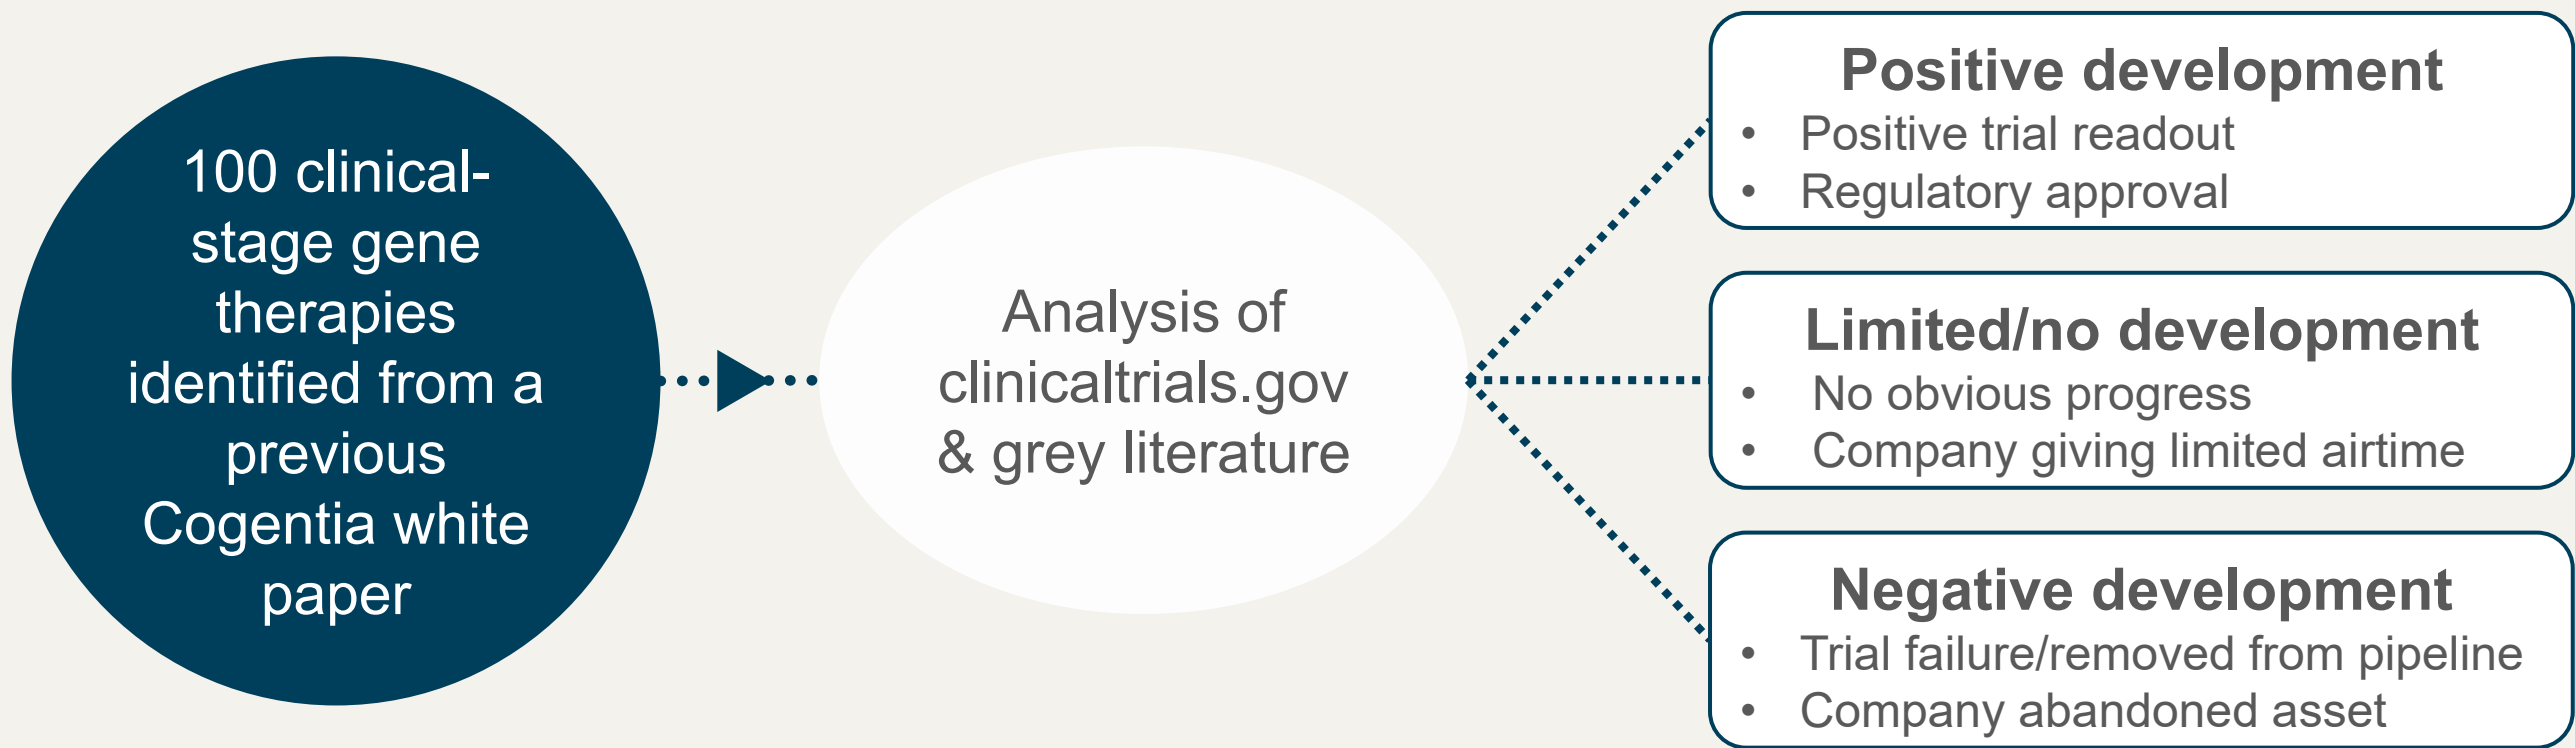 100 clinical-
stage gene
therapies
identified from a
previous
Cogentia white
paper
Analysis of
clinicaltrials.gov
& grey literature
Positive development
• Positive trial readout
• Regulatory approval
Limited/no development
• No obvious progress
• Company giving limited airtime
Negative development
• Trial failure/removed from pipeline
• Company abandoned asset